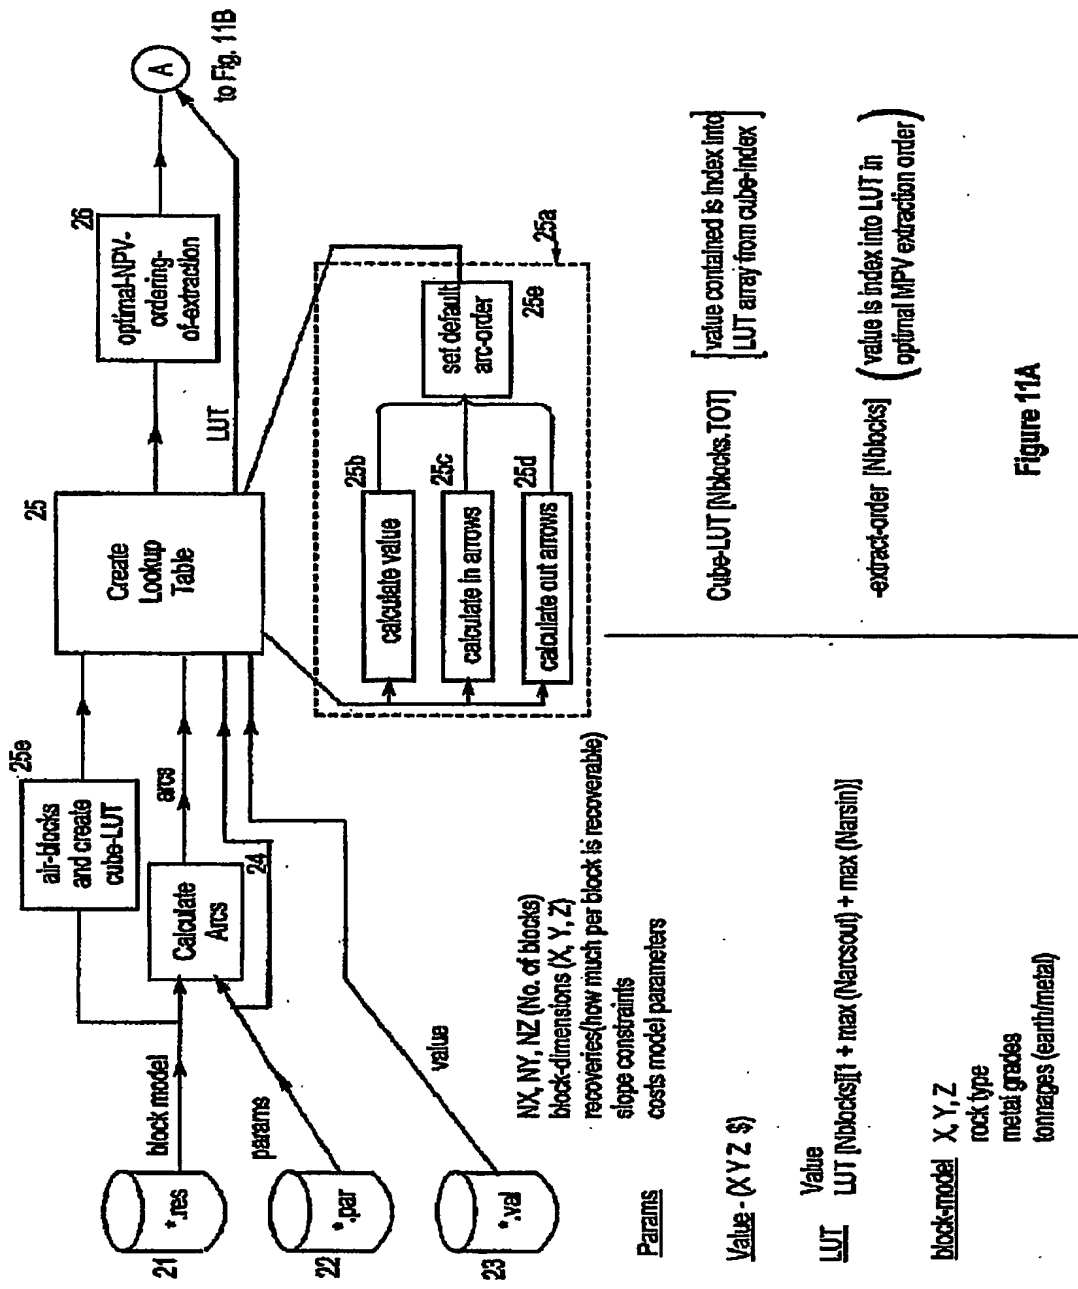 21
*.res
22
*.par
23
*.val
block model
params
value
25e
air-blocks
and create
cube-LUT
Calculate
Arcs
24
arcs
25
Create
Lookup
Table
LUT
26
optimal-NPV-
ordering-
of-extraction
A
to Fig. 11B
25a
25b
calculate value
25c
calculate in arrows
25d
calculate out arrows
set default
arc-order
25e
Params
NX, NY, NZ (No. of blocks)
block-dimensions (X, Y, Z)
recoveries(how much per block is recoverable)
slope constraints
costs model parameters
Value - (X Y Z $)
Value
LUT LUT [Nblocks][1 + max (Narcsout) + max (Narsin)]
block-model X, Y, Z
rock type
metal grades
tonnages (earth/metal)
Cube-LUT [Nblocks.TOT] [value contained is index into
LUT array from cube-index]
-extract-order [Nblocks] (value is index into LUT in
optimal MPV extraction order)
Figure 11A